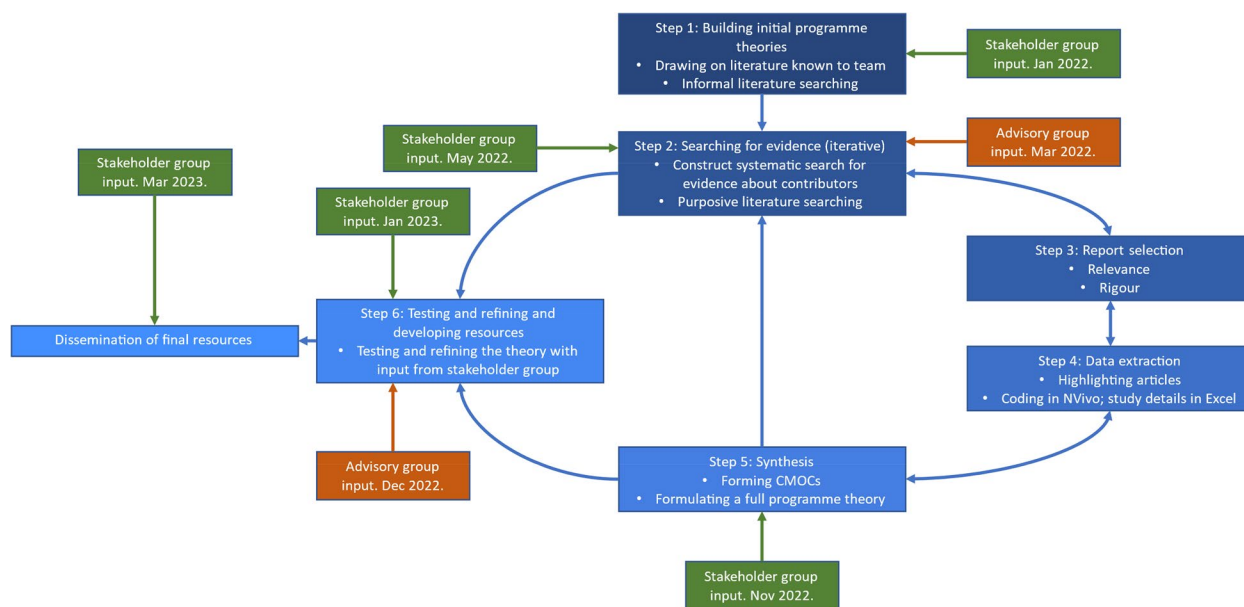 Step 1: Building initial programme
theories
• Drawing on literature known to team
• Informal literature searching
Stakeholder group
input. Jan 2022.
Stakeholder group
input. May 2022.
Step 2: Searching for evidence (iterative)
• Construct systematic search for
evidence about contributors
• Purposive literature searching
Advisory group
input. Mar 2022.
Stakeholder group
input. Mar 2023.
Stakeholder group
input. Jan 2023.
Step 3: Report selection
• Relevance
• Rigour
Dissemination of final resources
Step 6: Testing and refining and
developing resources
• Testing and refining the theory with
input from stakeholder group
Step 4: Data extraction
• Highlighting articles
• Coding in NVivo; study details in Excel
Advisory group
input. Dec 2022.
Step 5: Synthesis
• Forming CMOCs
• Formulating a full programme theory
Stakeholder group
input. Nov 2022.